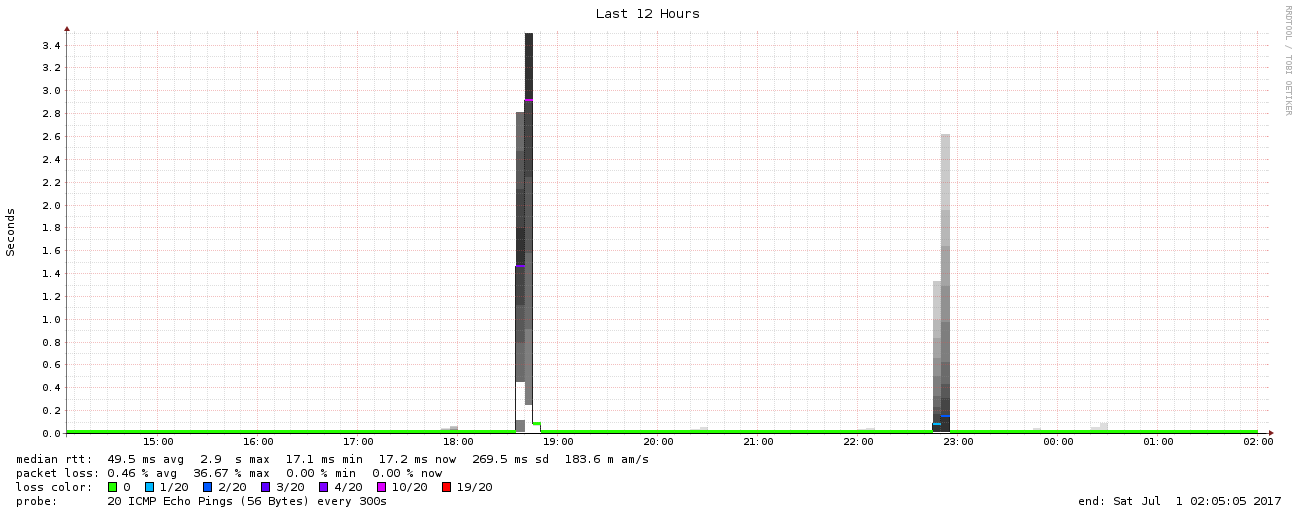 Last 12 Hours
RRDTOOL / TOBI OETIKER
Seconds
3.4
3.2
3.0
2.8
2.6
2.4
2.2
2.0
1.8
1.6
1.4
1.2
1.0
0.8
0.6
0.4
0.2
0.0
15:00 16:00 17:00 18:00 19:00 20:00 21:00 22:00 23:00 00:00 01:00 02:00
median rtt: 49.5 ms avg 2.9 s max 17.1 ms min 17.2 ms now 269.5 ms sd 183.6 m am/s
packet loss: 0.46 % avg 36.67 % max 0.00 % min 0.00 % now
loss color: 0 1/20 2/20 3/20 4/20 10/20 19/20
probe: 20 ICMP Echo Pings (56 Bytes) every 300s end: Sat Jul 1 02:05:05 2017